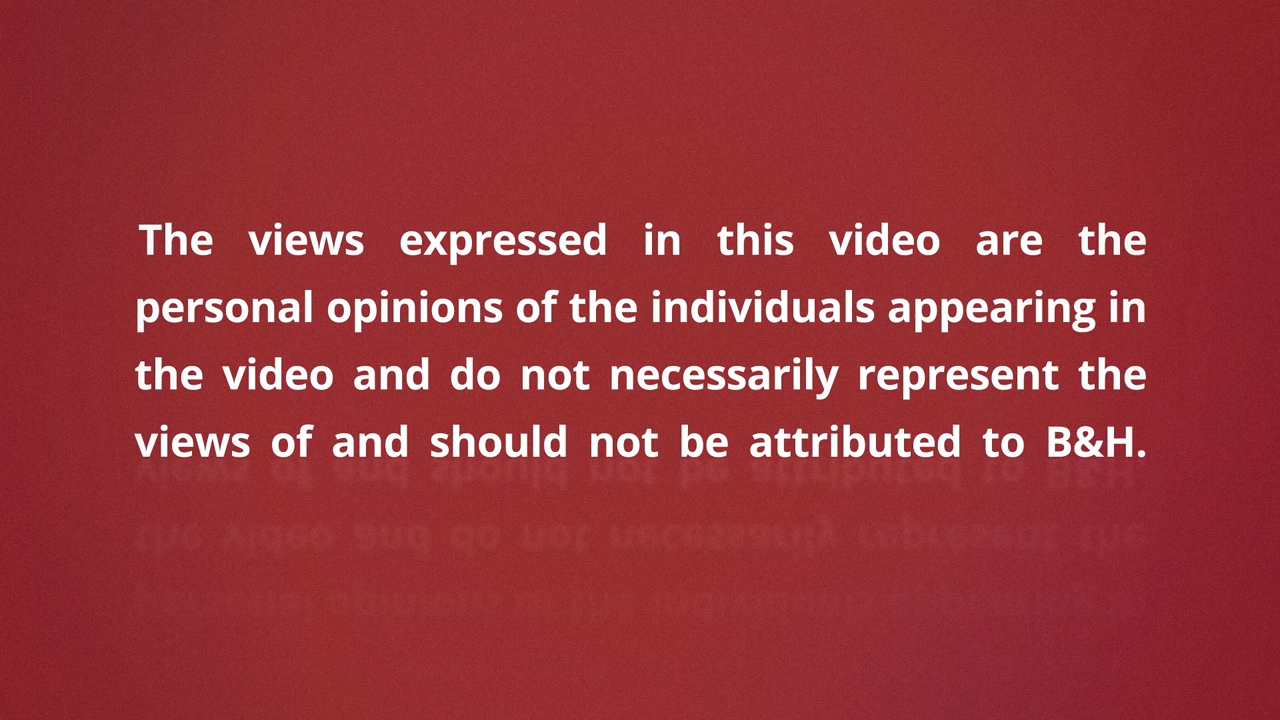 The views expressed in this video are the
personal opinions of the individuals appearing in
the video and do not necessarily represent the
views of and should not be attributed to B&H.